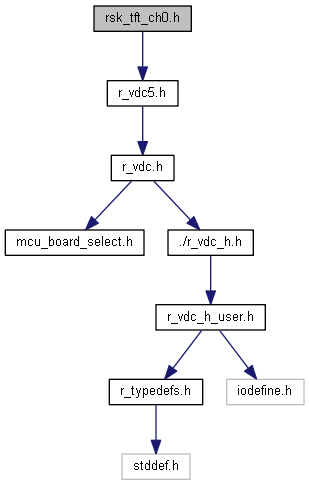 rsk_tft_ch0.h
r_vdc5.h
r_vdc.h
mcu_board_select.h
./r_vdc_h.h
r_vdc_h_user.h
r_typedefs.h
iodefine.h
stddef.h